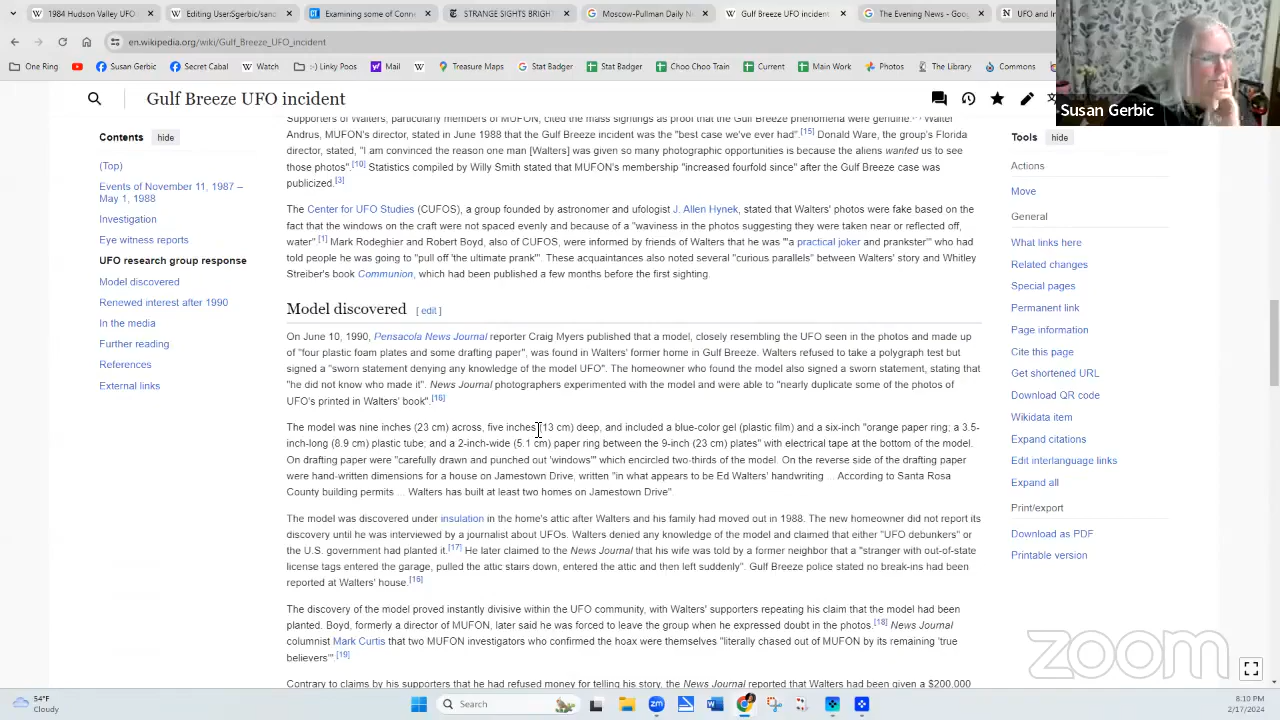 1984 Hudson Valley UF
Editing UserGerbic/sand
Examining some of Conne
STRANGE SIGHTS BRIGHT
Moscow-Pullman Daily N
Gulf Breeze UFO incident
The Evening News - Goog
UFO and In
en.wikipedia.org/wiki/Gulf_Breeze_UFO_incident
One Ring
Susan Gerbic
Secret Cabal
Watch
:-) Linky Pooy
Mail
Treasure Maps
Spotlight
Choo Choo Train
Current
Main Work
Photos
The Library
Commons
Susan Gerbic
Gulf Breeze UFO incident
Contents hide
(Top)
Events of November 11, 1987 –
May 1, 1988
Investigation
Eye witness reports
UFO research group response
Model discovered
Renewed interest after 1990
In the media
Further reading
References
External links
Supporters of Walters, particularly members of MUFON, cited the mass sightings as proof that the Gulf Breeze phenomena were genuine. Walter
Andrus, MUFON's director, stated in June 1988 that the Gulf Breeze incident was the "best case we've ever had".[15] Donald Ware, the group's Florida
director, stated, "I am convinced the reason one man [Walters] was given so many photographic opportunities is because the aliens wanted us to see
those photos".[10] Statistics compiled by Willy Smith stated that MUFON's membership "increased fourfold since" after the Gulf Breeze case was
publicized.[3]
The Center for UFO Studies (CUFOS), a group founded by astronomer and ufologist J. Allen Hynek, stated that Walters' photos were fake based on the
fact that the windows on the craft were not spaced evenly and because of a "waviness in the photos suggesting they were taken near or reflected off,
water" [1] Mark Rodeghier and Robert Boyd, also of CUFOS, were informed by friends of Walters that he was "'a practical joker and prankster'" who had
told people he was going to "pull off 'the ultimate prank'". These acquaintances also noted several "curious parallels" between Walters' story and Whitley
Streiber's book Communion, which had been published a few months before the first sighting.
Model discovered [ edit ]
On June 10, 1990, Pensacola News Journal reporter Craig Myers published that a model, closely resembling the UFO seen in the photos and made up
of "four plastic foam plates and some drafting paper", was found in Walters' former home in Gulf Breeze. Walters refused to take a polygraph test but
signed a "sworn statement denying any knowledge of the model UFO". The homeowner who found the model also signed a sworn statement, stating that
"he did not know who made it". News Journal photographers experimented with the model and were able to "nearly duplicate some of the photos of
UFO's printed in Walters' book".[16]
The model was nine inches (23 cm) across, five inches (13 cm) deep, and included a blue-color gel (plastic film) and a six-inch "orange paper ring; a 3.5-
inch-long (8.9 cm) plastic tube; and a 2-inch-wide (5.1 cm) paper ring between the 9-inch (23 cm) plates" with electrical tape at the bottom of the model.
On drafting paper were "carefully drawn and punched out 'windows'" which encircled two-thirds of the model. On the reverse side of the drafting paper
were hand-written dimensions for a house on Jamestown Drive, written "in what appears to be Ed Walters' handwriting ... According to Santa Rosa
County building permits ... Walters has built at least two homes on Jamestown Drive".
The model was discovered under insulation in the home's attic after Walters and his family had moved out in 1988. The new homeowner did not report its
discovery until he was interviewed by a journalist about UFOs. Walters denied any knowledge of the model and claimed that either "UFO debunkers" or
the U.S. government had planted it.[17] He later claimed to the News Journal that his wife was told by a former neighbor that a "stranger with out-of-state
license tags entered the garage, pulled the attic stairs down, entered the attic and then left suddenly". Gulf Breeze police stated no break-ins had been
reported at Walters' house.[16]
The discovery of the model proved instantly divisive within the UFO community, with Walters' supporters repeating his claim that the model had been
planted. Boyd, formerly a director of MUFON, later said he was forced to leave the group when he expressed doubt in the photos.[18] News Journal
columnist Mark Curtis that two MUFON investigators who confirmed the hoax were themselves "literally chased out of MUFON by its remaining 'true
believers'".[19]
Contrary to claims by his supporters that he had refused money for telling his story, the News Journal reported that Walters had been given a $200,000
Tools hide
Actions
Move
General
What links here
Related changes
Special pages
Permanent link
Page information
Cite this page
Get shortened URL
Download QR code
Wikidata item
Expand citations
Edit interlanguage links
Expand all
Print/export
Download as PDF
Printable version
zoom
54°F
Cloudy
Search
8:10 PM
2/17/2024